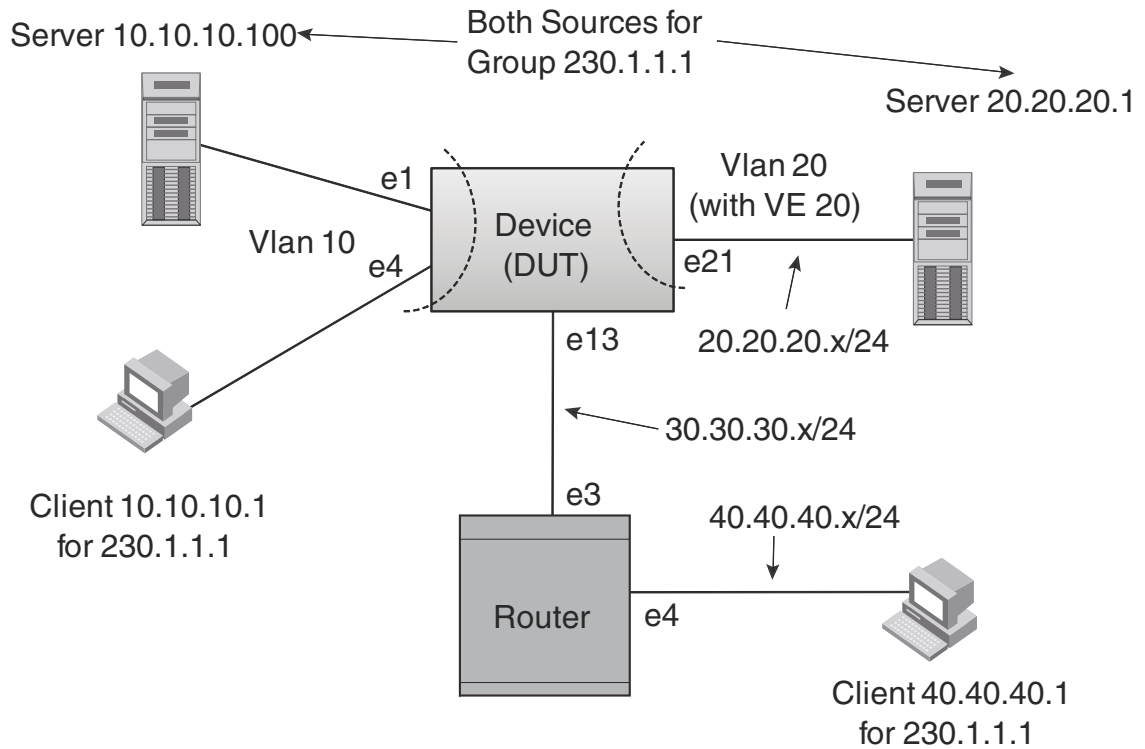 Server 10.10.10.100
Both Sources for
Group 230.1.1.1
Server 20.20.20.1
e1
Vlan 10
e4
Device
(DUT)
Vlan 20
(with VE 20)
e21
e13
20.20.20.x/24
30.30.30.x/24
Client 10.10.10.1
for 230.1.1.1
e3
40.40.40.x/24
Router
e4
Client 40.40.40.1
for 230.1.1.1